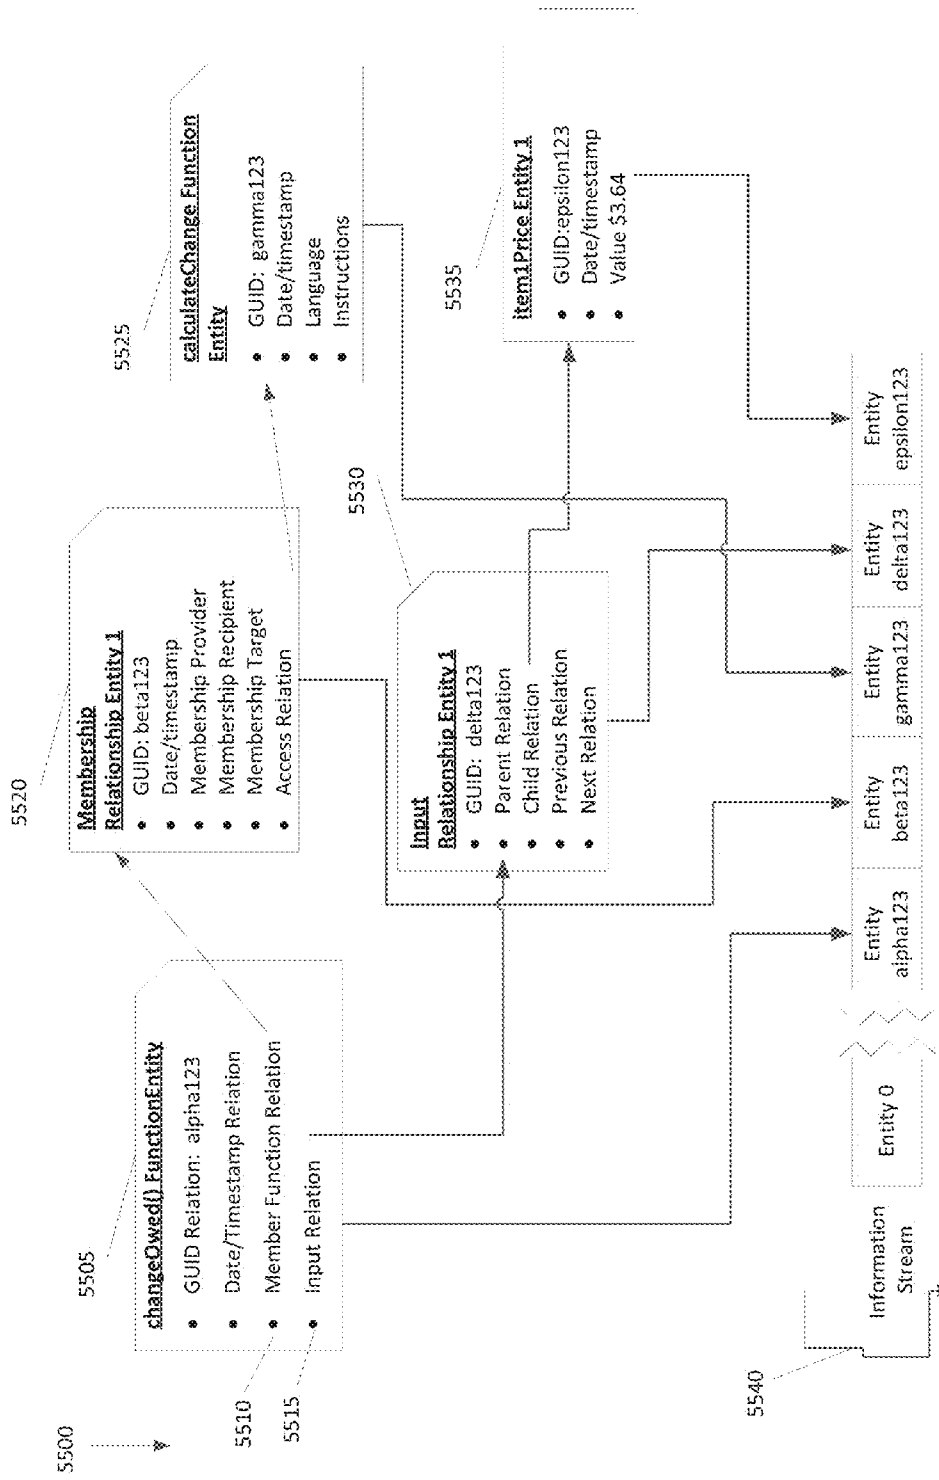 5500
5505
changeOwed() FunctionEntity
• GUID Relation: alpha123
• Date/Timestamp Relation
• Member Function Relation
• Input Relation
5510
5515
5520
Membership
Relationship Entity 1
• GUID: beta123
• Date/timestamp
• Membership Provider
• Membership Recipient
• Membership Target
• Access Relation
5525
calculateChange Function
Entity
• GUID: gamma123
• Date/timestamp
• Language
• Instructions
5530
Input
Relationship Entity 1
• GUID: delta123
• Parent Relation
• Child Relation
• Previous Relation
• Next Relation
5535
item1Price Entity 1
• GUID:epsilon123
• Date/timestamp
• Value $3.64
5540
Information
Stream
Entity 0
Entity
alpha123
Entity
beta123
Entity
gamma123
Entity
delta123
Entity
epsilon123